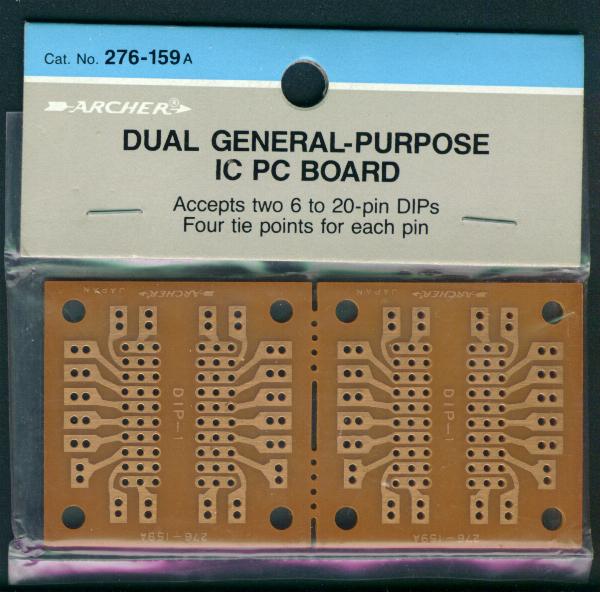 Cat. No. 276-159A
ARCHER®
DUAL GENERAL-PURPOSE
IC PC BOARD
Accepts two 6 to 20-pin DIPs
Four tie points for each pin
JAPAN ARCHER
JAPAN ARCHER
DIP-1
DIP-1
276-159A
276-159A